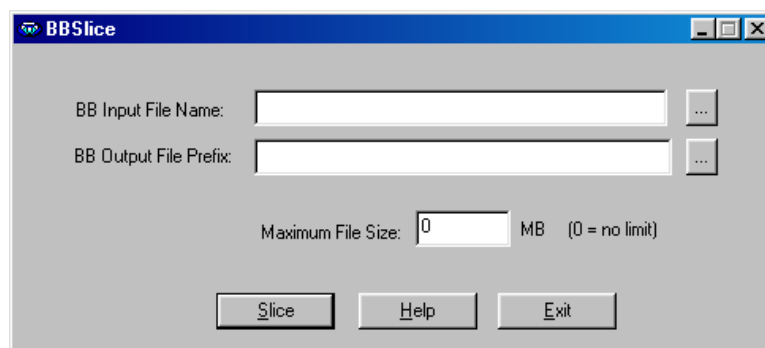 BBSlice
BB Input File Name: ...
BB Output File Prefix: ...
Maximum File Size: 0 MB (0 = no limit)
Slice Help Exit